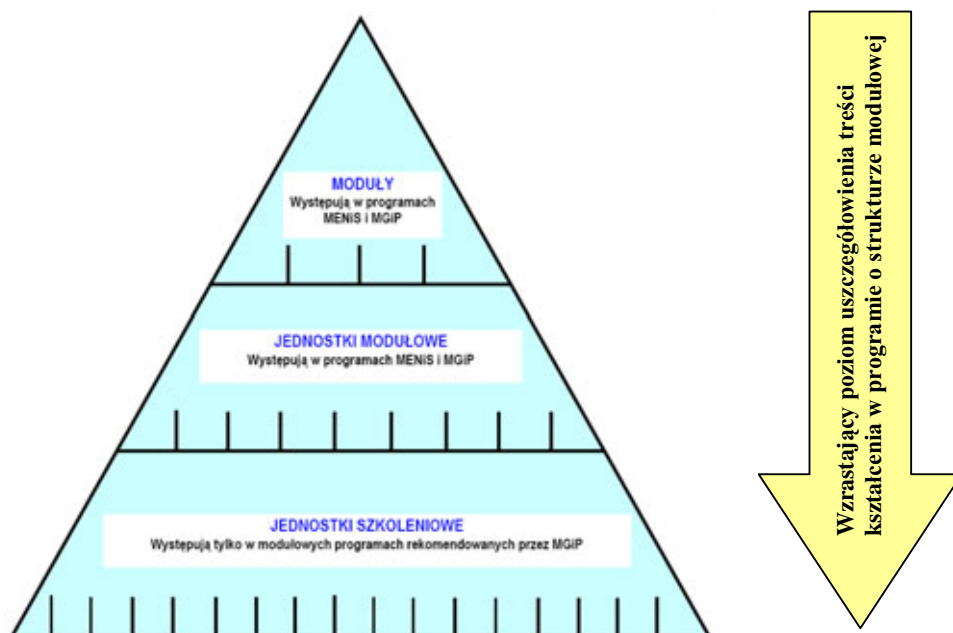 MODUŁY
Występują w programach
MENiS i MGiP
JEDNOSTKI MODUŁOWE
Występują w programach MENiS i MGiP
JEDNOSTKI SZKOLENIOWE
Występują tylko w modułowych programach rekomendowanych przez MGiP
Wzrastający poziom uszczegółowienia treści
kształcenia w programie o strukturze modułowej